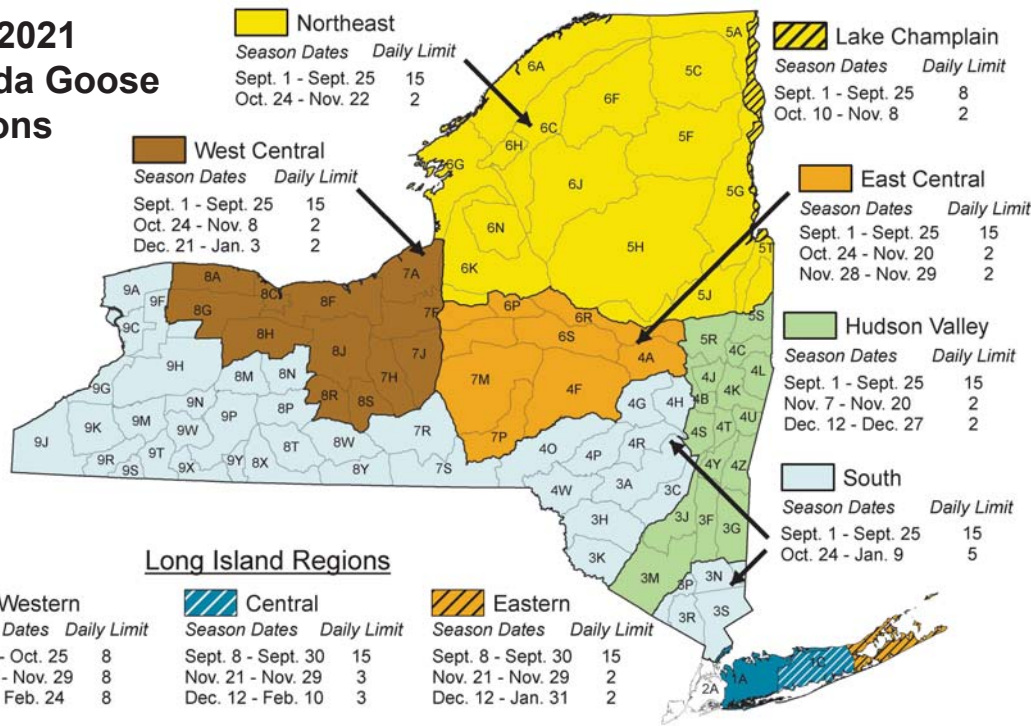 2021
da Goose
ons
Northeast
Season Dates Daily Limit
Sept. 1 - Sept. 25 15
Oct. 24 - Nov. 22 2
Lake Champlain
Season Dates Daily Limit
Sept. 1 - Sept. 25 8
Oct. 10 - Nov. 8 2
West Central
Season Dates Daily Limit
Sept. 1 - Sept. 25 15
Oct. 24 - Nov. 8 2
Dec. 21 - Jan. 3 2
East Central
Season Dates Daily Limit
Sept. 1 - Sept. 25 15
Oct. 24 - Nov. 20 2
Nov. 28 - Nov. 29 2
Hudson Valley
Season Dates Daily Limit
Sept. 1 - Sept. 25 15
Nov. 7 - Nov. 20 2
Dec. 12 - Dec. 27 2
South
Season Dates Daily Limit
Sept. 1 - Sept. 25 15
Oct. 24 - Jan. 9 5
5A
6A 5C
6F
6C 5F
6H
6G 6J
5G
6N
5H
6K 5T
5J
5S
7A
8A
9A 8C 8F
9F
8G 7F
9C
8H
8J 7J
9H
8M 8N 7H
9G
8R 8S
9N
9P 8P
9K 9M
9W
9J 7R
9T 8T 8W
9R
9S 9X 9Y 8X 8Y 7S
6P
6R
6S
4A
7M 4F
7P
5R 4C
4L
4J
4K
4B
4U
4S 4T
4Y 4Z
4G 4H
4R
4O 4P
4W 3A 3C
3H 3J 3F 3G
3K
3M
3P 3N
3R 3S
2A 1A 1C
Long Island Regions
Western
Dates Daily Limit
- Oct. 25 8
- Nov. 29 8
Feb. 24 8
Central
Season Dates Daily Limit
Sept. 8 - Sept. 30 15
Nov. 21 - Nov. 29 3
Dec. 12 - Feb. 10 3
Eastern
Season Dates Daily Limit
Sept. 8 - Sept. 30 15
Nov. 21 - Nov. 29 2
Dec. 12 - Jan. 31 2